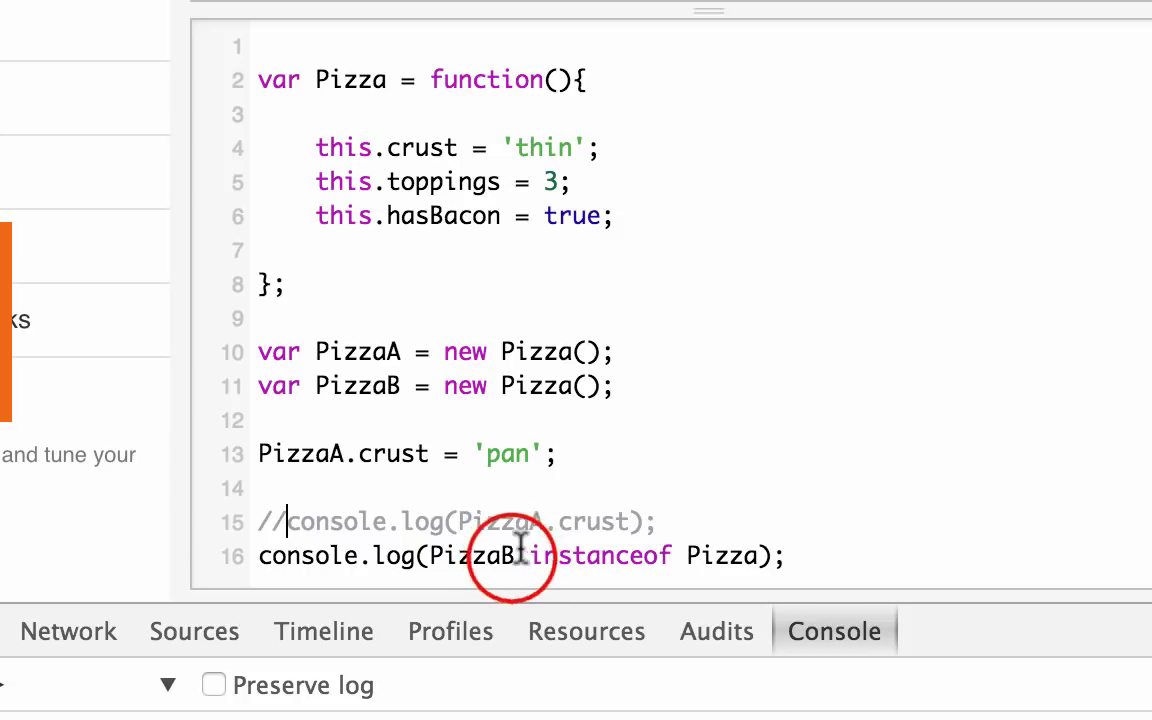 1
2 var Pizza = function(){
3
4 this.crust = 'thin';
5 this.toppings = 3;
6 this.hasBacon = true;
7
8 };
9
10 var PizzaA = new Pizza();
11 var PizzaB = new Pizza();
12
13 PizzaA.crust = 'pan';
14
15 //console.log(PizzaA.crust);
16 console.log(PizzaB instanceof Pizza);
ks
and tune your
Network Sources Timeline Profiles Resources Audits Console
▼ Preserve log